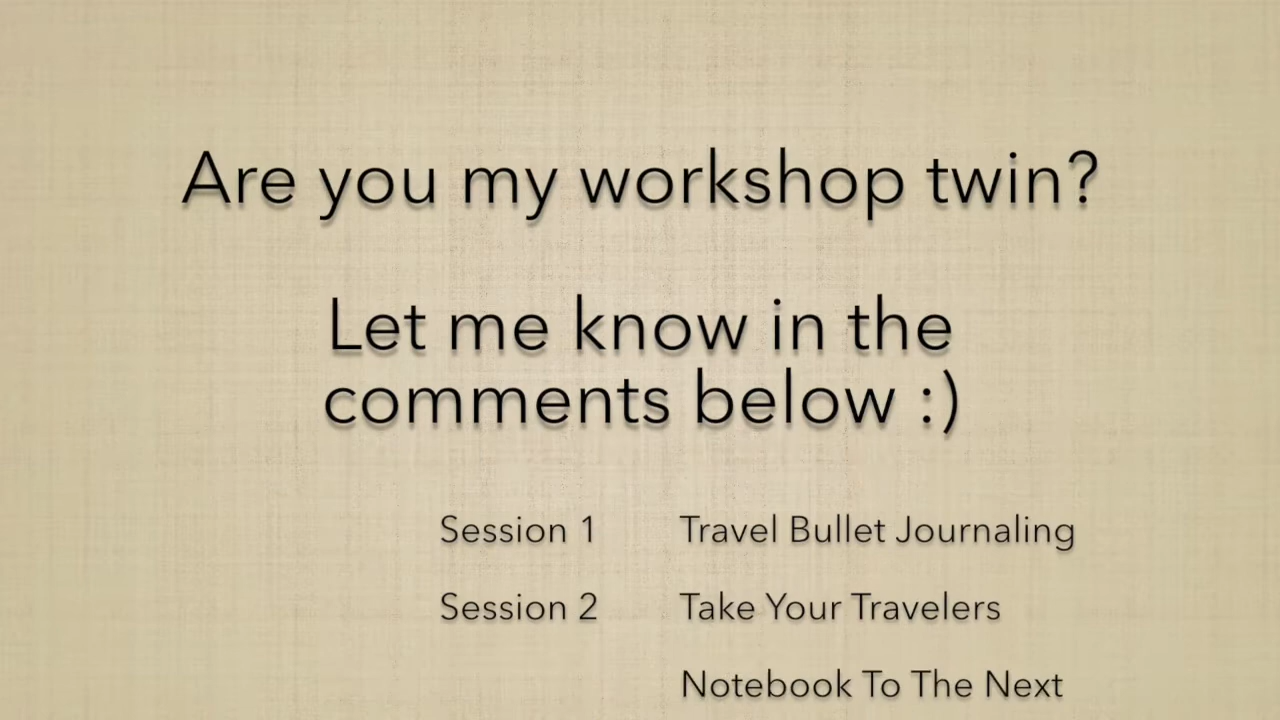 Are you my workshop twin?
Let me know in the
comments below :)
Session 1 Travel Bullet Journaling
Session 2 Take Your Travelers
Notebook To The Next